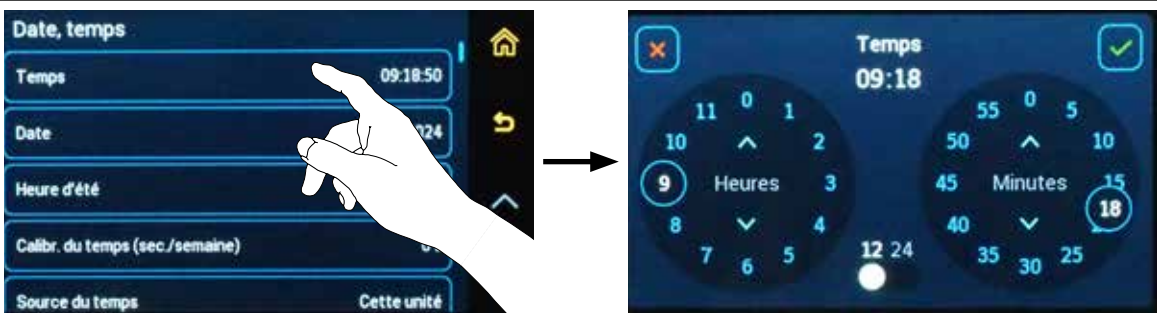 Date, temps
Temps 09:18:50
Date 024
Heure d'été
Calibr. du temps (sec./semaine)
Source du temps Cette unité
Temps
09:18
11 0 1
10 2
9 Heures 3
8 4
7 6 5
12 24
55 0 5
50 10
45 Minutes 15
18
40
35 30 25